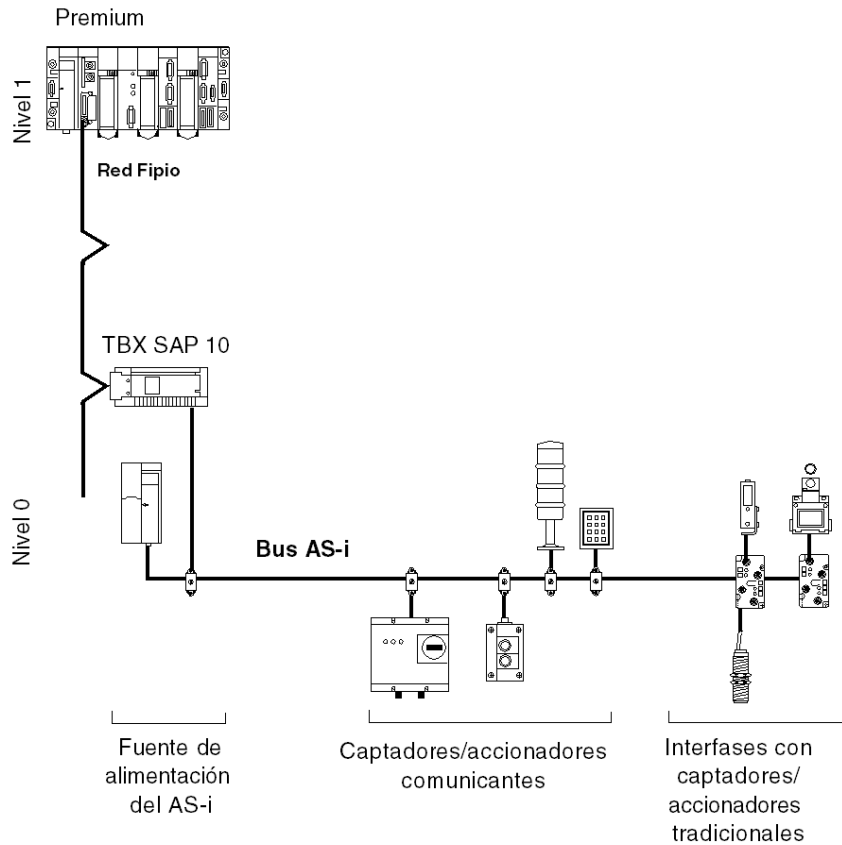 Premium
Nivel 1
Red Fipio
TBX SAP 10
Nivel 0
Bus AS-i
Fuente de
alimentación
del AS-i
Captadores/accionadores
comunicantes
Interfases con
captadores/
accionadores
tradicionales